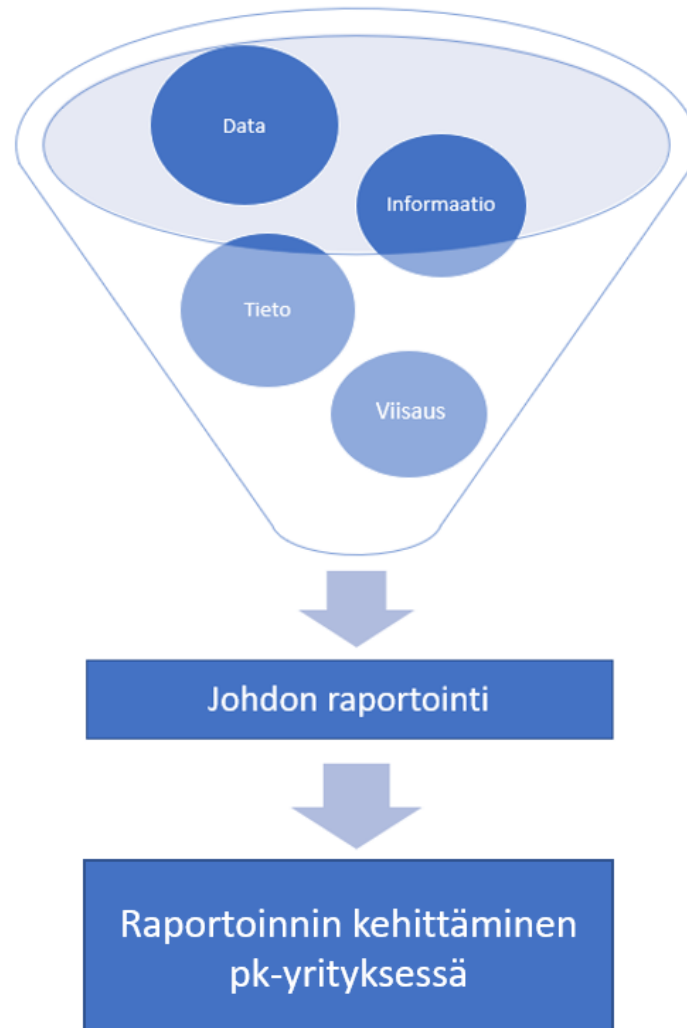 Data
Informaatio
Tieto
Viisaus
Johdon raportointi
Raportoinnin kehittäminen
pk-yrityksessä